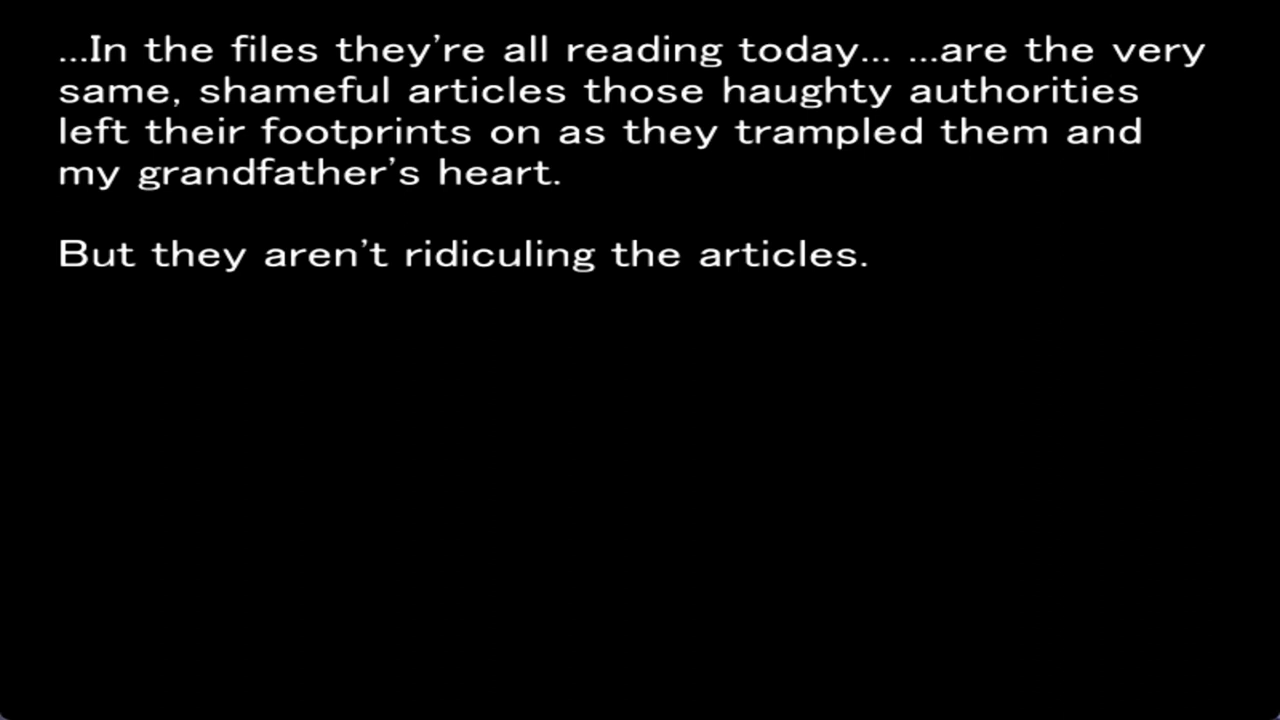 ...In the files they’re all reading today... ...are the very
same, shameful articles those haughty authorities
left their footprints on as they trampled them and
my grandfather’s heart.
But they aren’t ridiculing the articles.